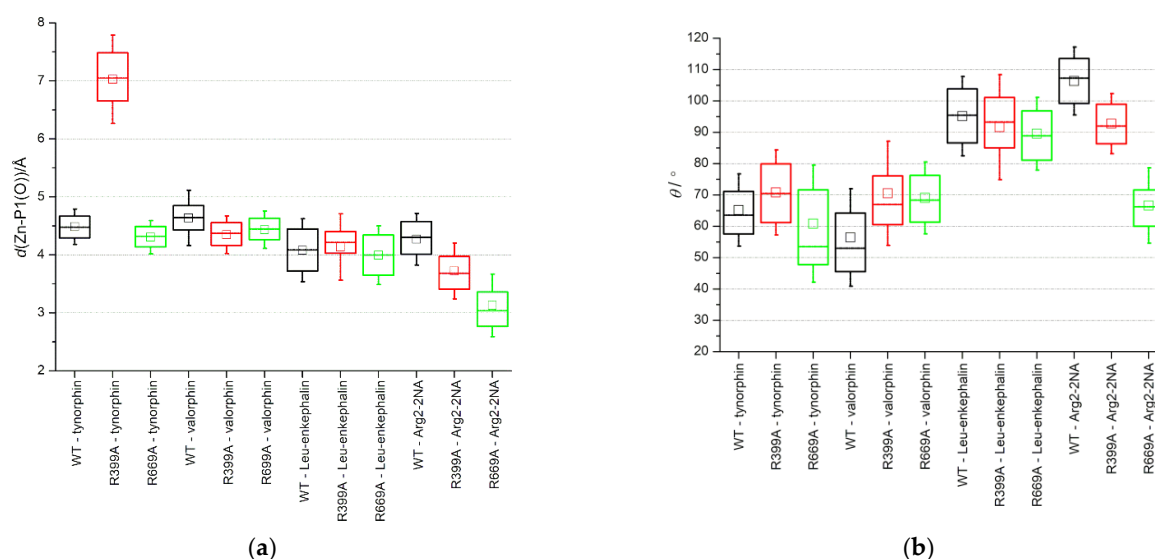 8
7
6
5
4
3
2
d(Zn-P1(O))/Å
WT - tynorphin
R399A - tynorphin
R669A - tynorphin
WT - valorphin
R399A - valorphin
R699A - valorphin
WT - Leu-enkephalin
R399A - Leu-enkephalin
R669A - Leu-enkephalin
WT - Arg2-2NA
R399A - Arg2-2NA
R669A - Arg2-2NA
(a)
120
110
100
90
80
70
60
50
40
30
20
θ / °
WT - tynorphin
R399A - tynorphin
R669A - tynorphin
WT - valorphin
R399A - valorphin
R669A - valorphin
WT - Leu-enkephalin
R399A - Leu-enkephalin
R669A - Leu-enkephalin
WT - Arg2-2NA
R399A - Arg2-2NA
R669A - Arg2-2NA
(b)